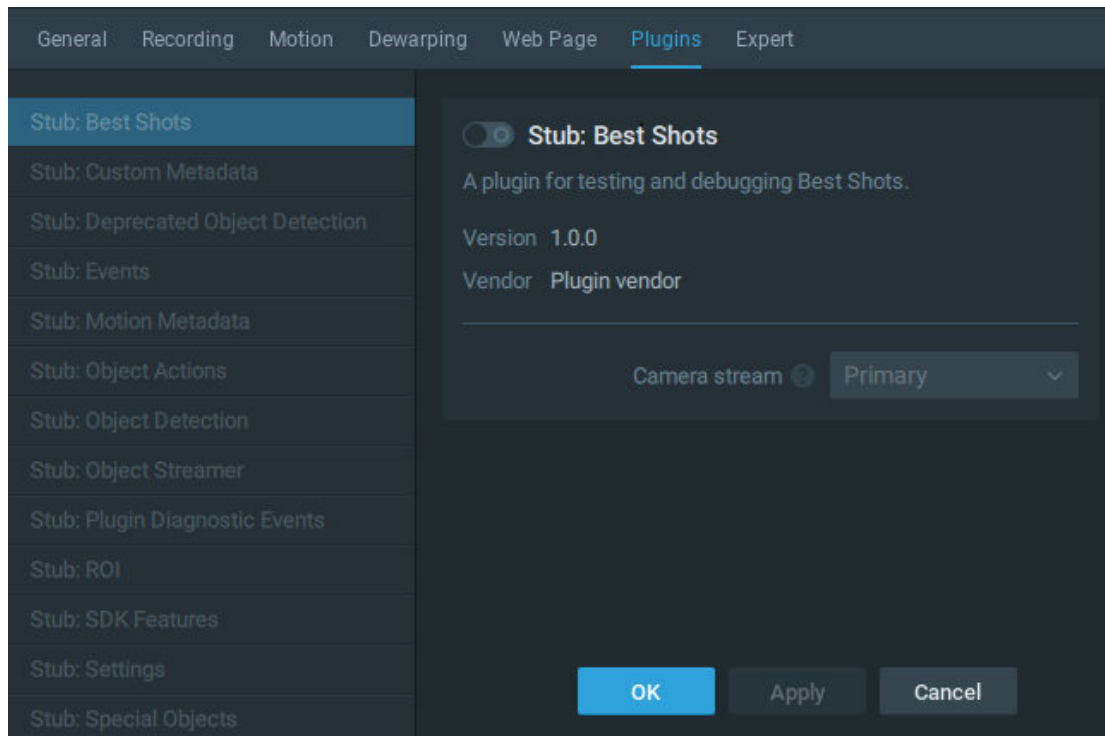 General Recording Motion Dewarping Web Page Plugins Expert
Stub: Best Shots
Stub: Custom Metadata
Stub: Deprecated Object Detection
Stub: Events
Stub: Motion Metadata
Stub: Object Actions
Stub: Object Detection
Stub: Object Streamer
Stub: Plugin Diagnostic Events
Stub: ROI
Stub: SDK Features
Stub: Settings
Stub: Special Objects
Stub: Best Shots
A plugin for testing and debugging Best Shots.
Version 1.0.0
Vendor Plugin vendor
Camera stream ? Primary
OK Apply Cancel